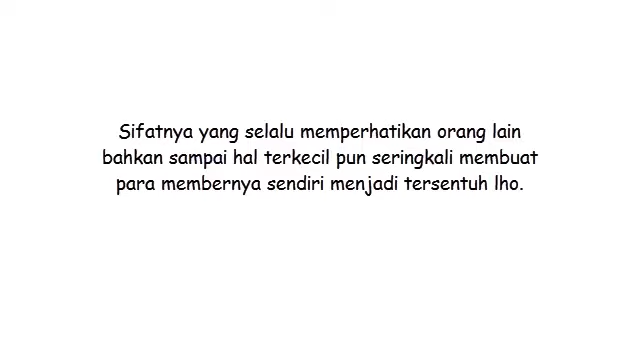 Sifatnya yang selalu memperhatikan orang lain
bahkan sampai hal terkecil pun seringkali membuat
para membernya sendiri menjadi tersentuh lho.